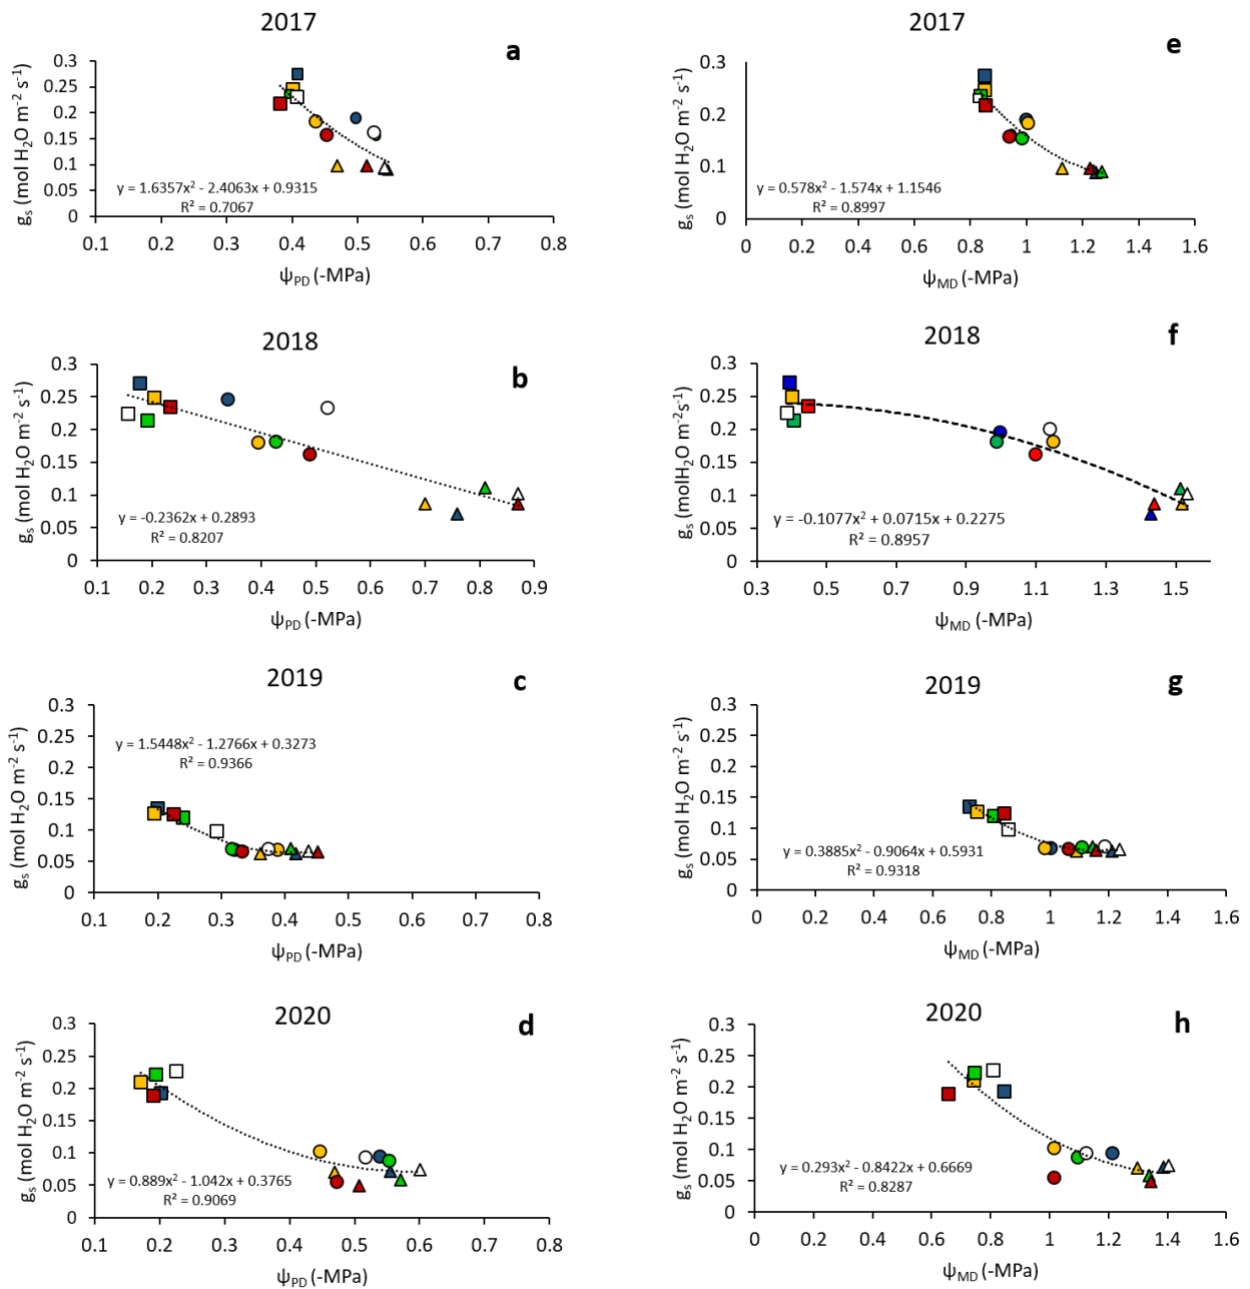 2017
a
0.3
0.25
0.2
0.15
0.1
0.05
0
gₛ (mol H₂O m⁻² s⁻¹)
y = 1.6357x² - 2.4063x + 0.9315
R² = 0.7067
0.1 0.2 0.3 0.4 0.5 0.6 0.7 0.8
ψPD (-MPa)
2017
e
0.3
0.2
0.1
0
gₛ (mol H₂O m⁻² s⁻¹)
y = 0.578x² - 1.574x + 1.1546
R² = 0.8997
0 0.2 0.4 0.6 0.8 1 1.2 1.4 1.6
ψMD (-MPa)
2018
b
0.3
0.25
0.2
0.15
0.1
0.05
0
gₛ (mol H₂O m⁻² s⁻¹)
y = -0.2362x + 0.2893
R² = 0.8207
0.1 0.2 0.3 0.4 0.5 0.6 0.7 0.8 0.9
ψPD (-MPa)
2018
f
0.3
0.25
0.2
0.15
0.1
0.05
0
gₛ (molH₂O m⁻²s⁻¹)
y = -0.1077x² + 0.0715x + 0.2275
R² = 0.8957
0.3 0.5 0.7 0.9 1.1 1.3 1.5
ψMD (-MPa)
2019
c
0.3
0.25
0.2
0.15
0.1
0.05
0
gₛ (mol H₂O m⁻² s⁻¹)
y = 1.5448x² - 1.2766x + 0.3273
R² = 0.9366
0.1 0.2 0.3 0.4 0.5 0.6 0.7 0.8
ψPD (-MPa)
2019
g
0.3
0.25
0.2
0.15
0.1
0.05
0
gₛ (mol H₂O m⁻² s⁻¹)
y = 0.3885x² - 0.9064x + 0.5931
R² = 0.9318
0 0.2 0.4 0.6 0.8 1 1.2 1.4 1.6
ψMD (-MPa)
2020
d
0.3
0.25
0.2
0.15
0.1
0.05
0
gₛ (mol H₂O m⁻² s⁻¹)
y = 0.889x² - 1.042x + 0.3765
R² = 0.9069
0.1 0.2 0.3 0.4 0.5 0.6 0.7 0.8
ψPD (-MPa)
2020
h
0.3
0.25
0.2
0.15
0.1
0.05
0
gₛ (mol H₂O m⁻² s⁻¹)
y = 0.293x² - 0.8422x + 0.6669
R² = 0.8287
0 0.2 0.4 0.6 0.8 1 1.2 1.4 1.6
ψMD (-MPa)